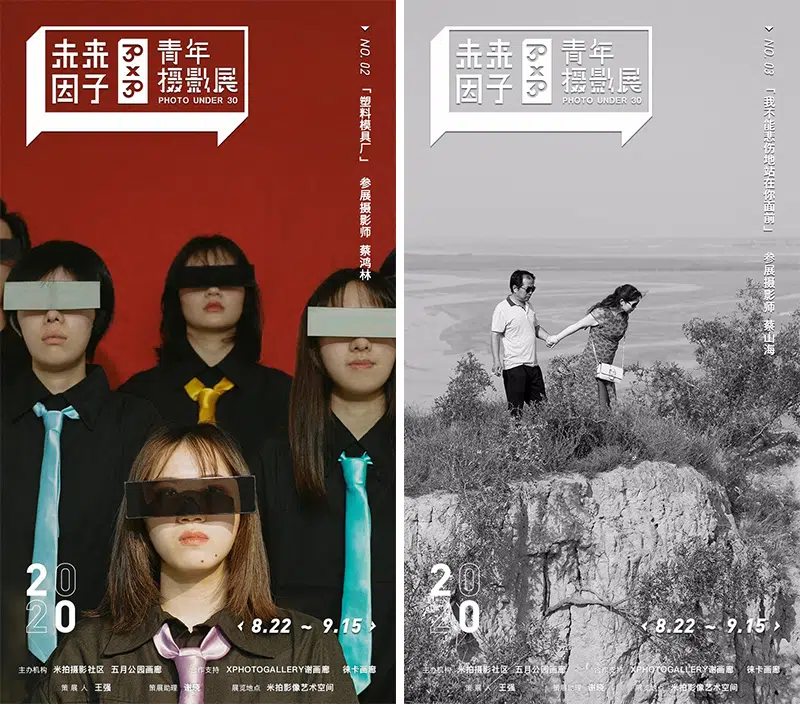 未来
因子
30×30
青年
摄影展
PHOTO UNDER 30
NO. 02 「塑料模具厂」 参展摄影师 蔡鸿林
2020
‹ 8.22 ~ 9.15 ›
主办机构 米拍摄影社区 五月公园画廊 合作支持 XPHOTOGALLERY谢画廊 徕卡画廊
策展人 王强 策展助理 谢晓 展览地点 米拍影像艺术空间
未来
因子
30×30
青年
摄影展
PHOTO UNDER 30
NO. 03 「我不能悲伤地站在你面前」 参展摄影师 蔡山海
2020
‹ 8.22 ~ 9.15 ›
主办机构 米拍摄影社区 五月公园画廊 合作支持 XPHOTOGALLERY谢画廊 徕卡画廊
策展人 王强 策展助理 谢晓 展览地点 米拍影像艺术空间